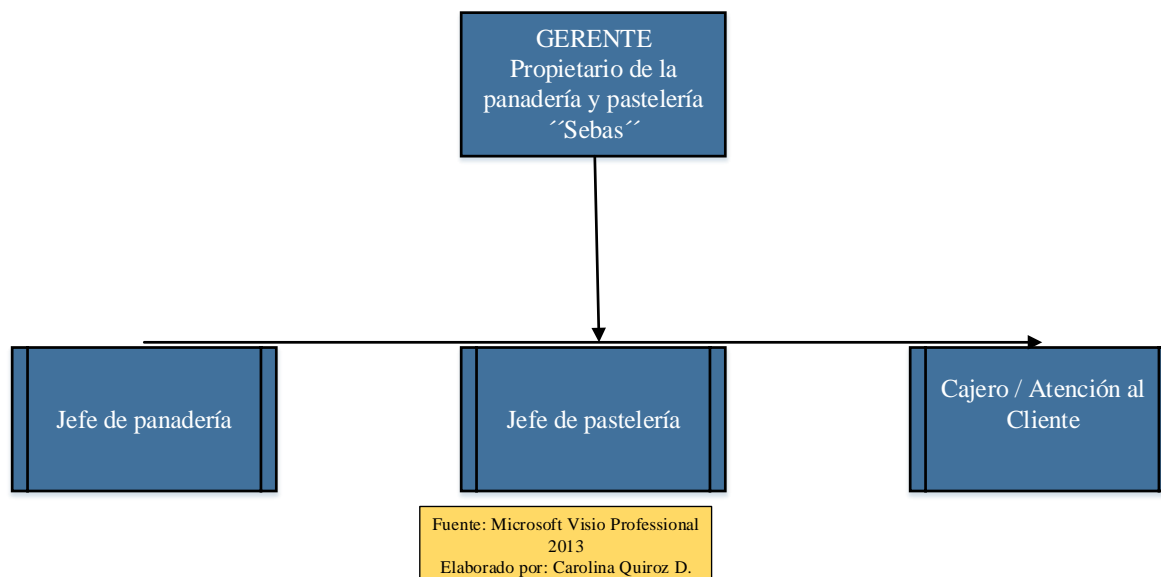 GERENTE
Propietario de la
panadería y pastelería
´´Sebas´´
Jefe de panadería
Jefe de pastelería
Cajero / Atención al
Cliente
Fuente: Microsoft Visio Professional
2013
Elaborado por: Carolina Quiroz D.